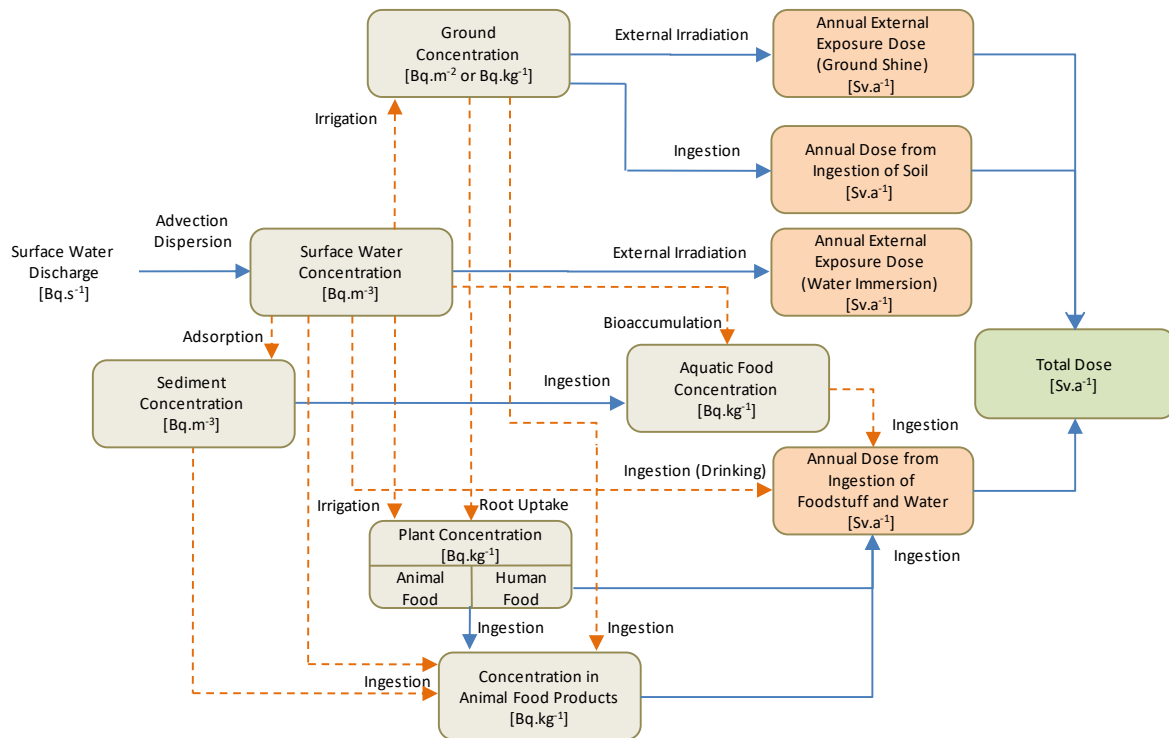 Ground
Concentration
[Bq.m⁻² or Bq.kg⁻¹]
External Irradiation
Annual External
Exposure Dose
(Ground Shine)
[Sv.a⁻¹]
Irrigation
Ingestion
Annual Dose from
Ingestion of Soil
[Sv.a⁻¹]
Surface Water
Discharge
[Bq.s⁻¹]
Advection
Dispersion
Surface Water
Concentration
[Bq.m⁻³]
External Irradiation
Annual External
Exposure Dose
(Water Immersion)
[Sv.a⁻¹]
Adsorption
Bioaccumulation
Sediment
Concentration
[Bq.m⁻³]
Ingestion
Aquatic Food
Concentration
[Bq.kg⁻¹]
Total Dose
[Sv.a⁻¹]
Ingestion
Ingestion (Drinking)
Annual Dose from
Ingestion of
Foodstuff and Water
[Sv.a⁻¹]
Irrigation
Root Uptake
Plant Concentration
[Bq.kg⁻¹]
Animal
Food
Human
Food
Ingestion
Ingestion
Ingestion
Ingestion
Concentration in
Animal Food Products
[Bq.kg⁻¹]